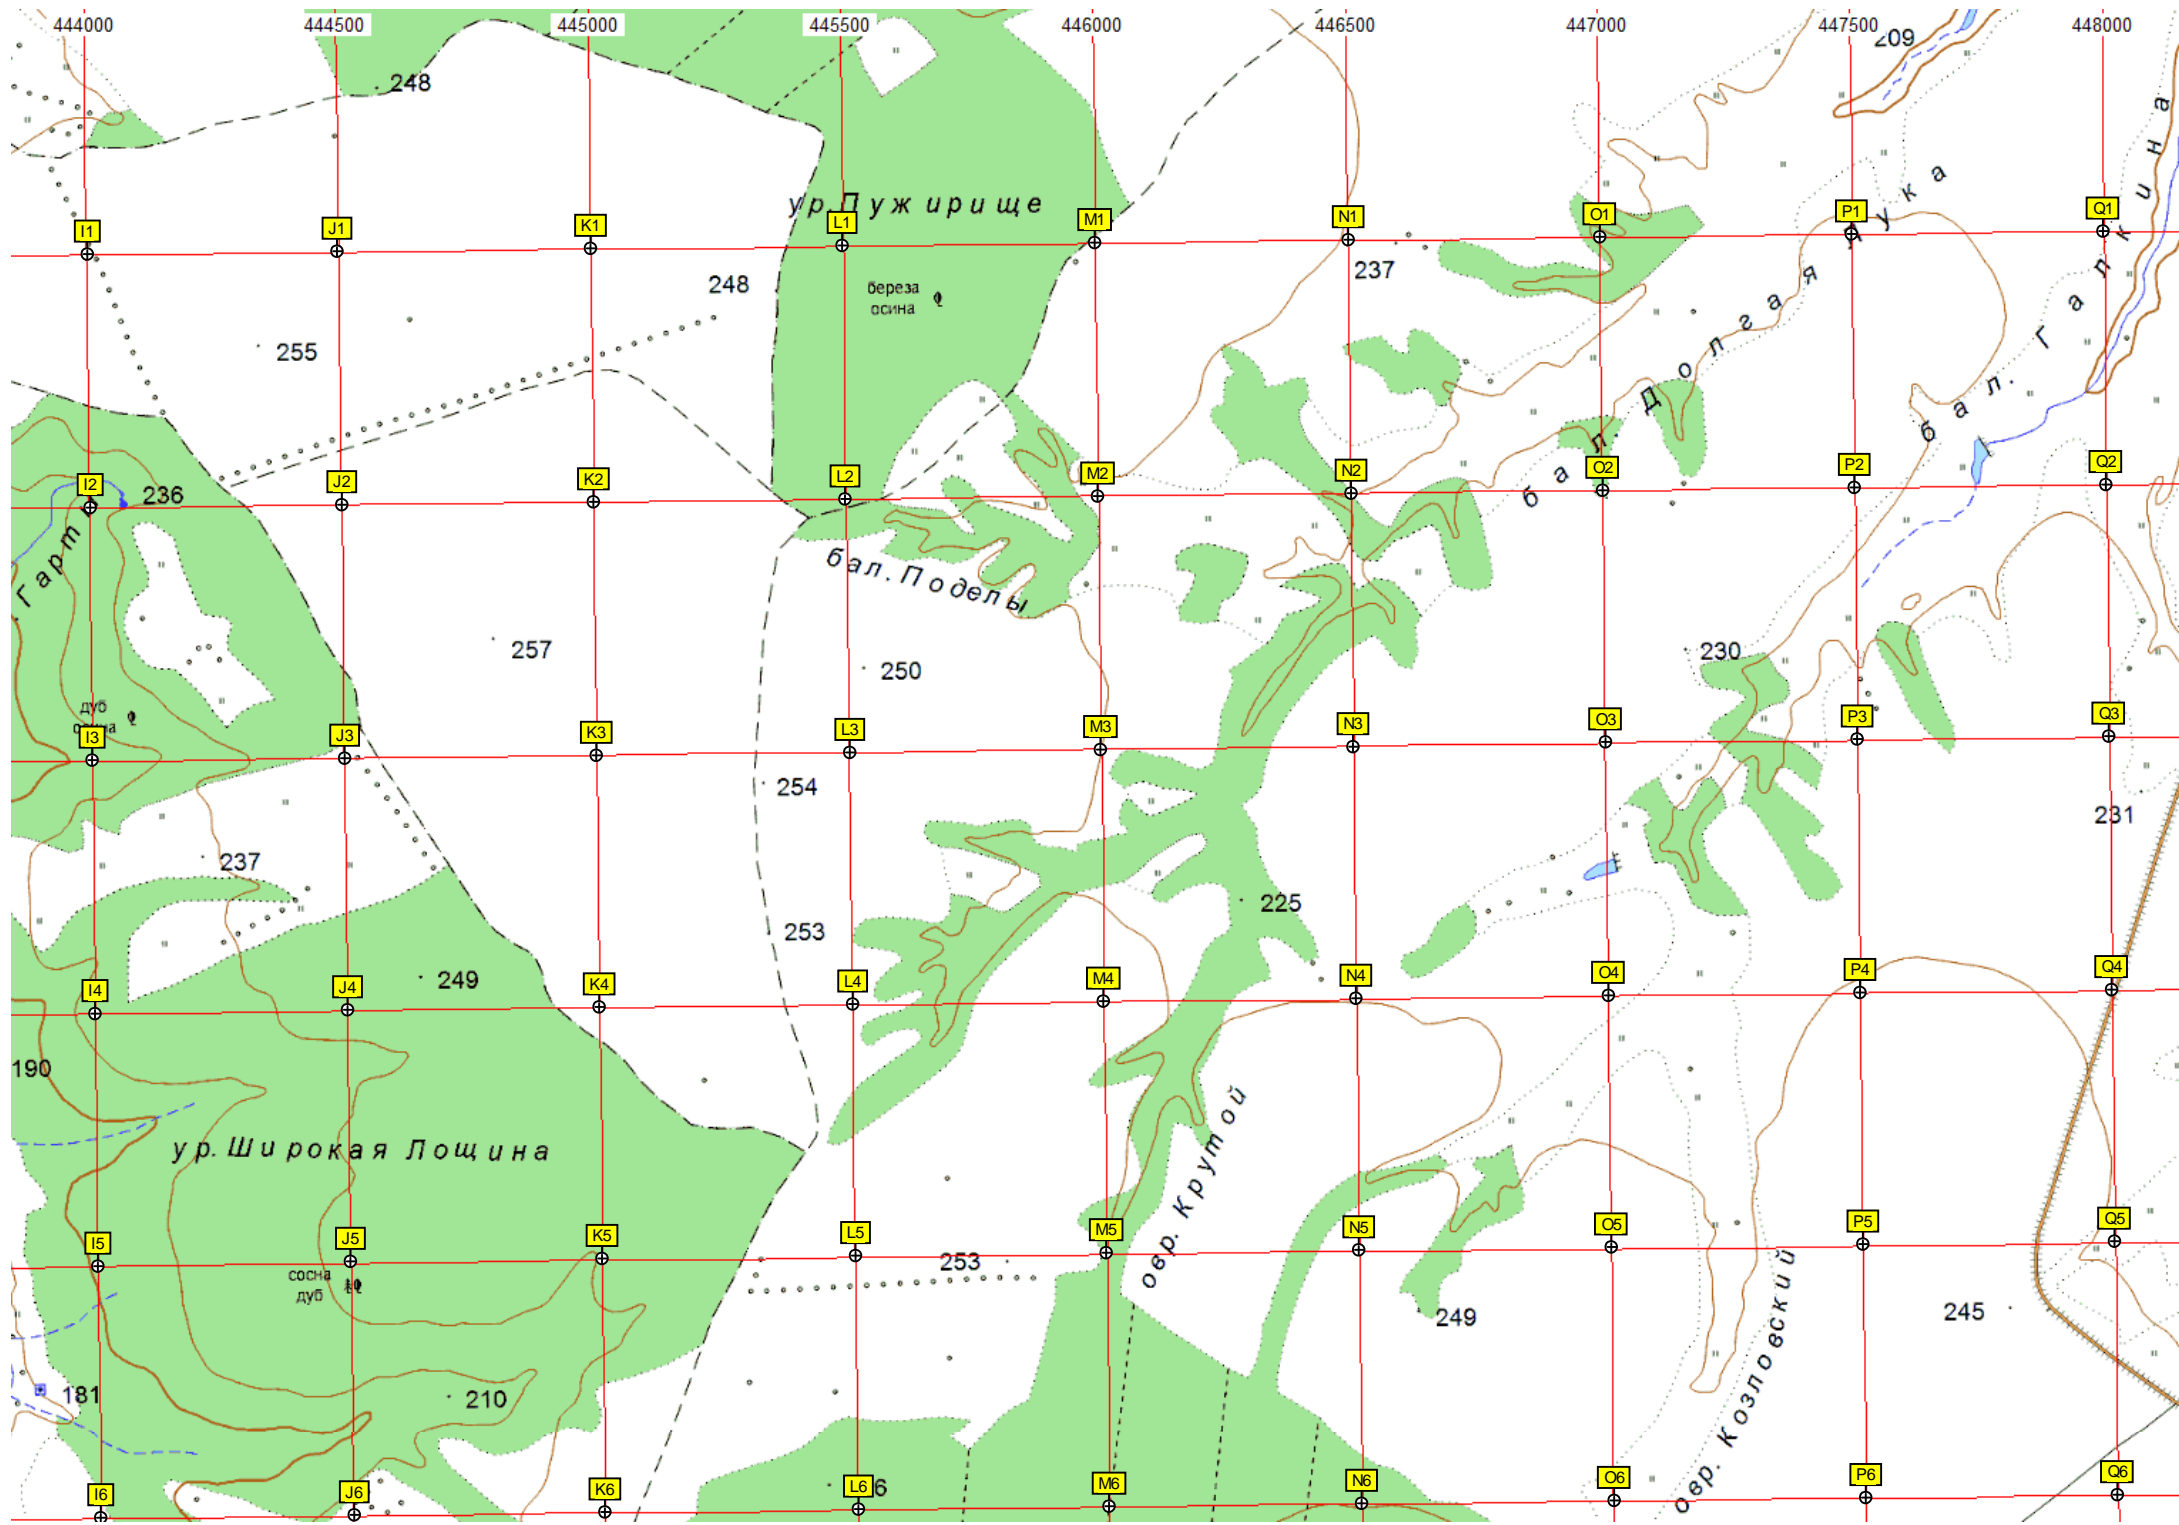 444000 444500 445000 445500 446000 446500 447000 447500 448000
209
248
ур. Пужирище
бал. Долгая Лука
бал. Галкина
I1 J1 K1 L1 M1 N1 O1 P1 Q1
237
248
береза
осина
255
I2 J2 K2 L2 M2 N2 O2 P2 Q2
236
Гарт
бал. Поделы
257
250
230
дуб
осина
I3 J3 K3 L3 M3 N3 O3 P3 Q3
254
231
237
225
253
249
I4 J4 K4 L4 M4 N4 O4 P4 Q4
190
ур. Широкая Лощина
овр. Крутой
I5 J5 K5 L5 M5 N5 O5 P5 Q5
253
сосна
дуб
249
245
овр. Козловский
181
210
I6 J6 K6 L6 M6 N6 O6 P6 Q6
6